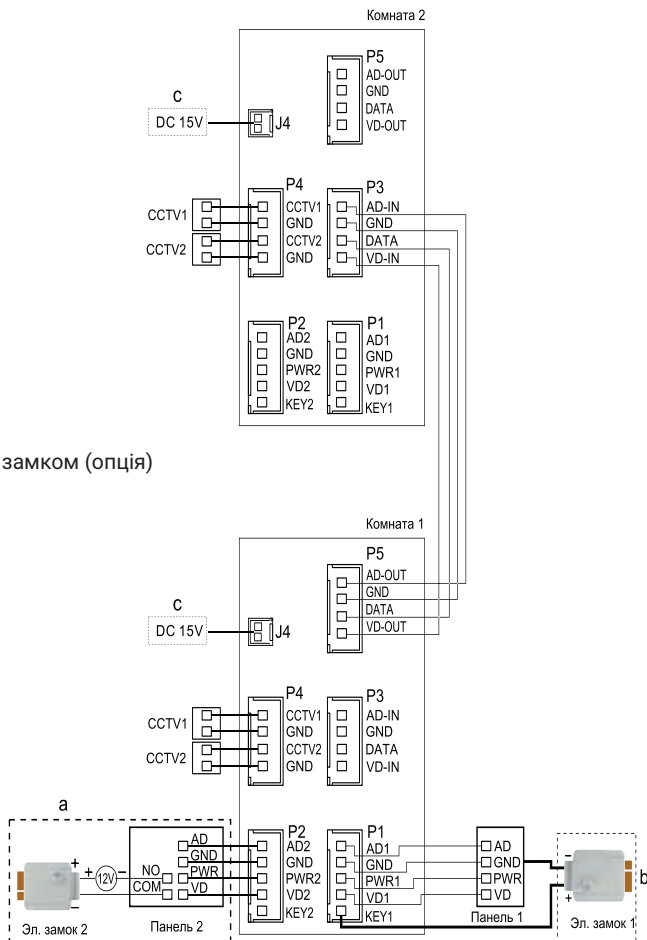 Комната 2
P5
AD-OUT
GND
DATA
VD-OUT
c
DC 15V
J4
P4
CCTV1
GND
CCTV2
GND
CCTV1
CCTV2
P3
AD-IN
GND
DATA
VD-IN
P2
AD2
GND
PWR2
VD2
KEY2
P1
AD1
GND
PWR1
VD1
KEY1
замком (опція)
Комната 1
P5
AD-OUT
GND
DATA
VD-OUT
c
DC 15V
J4
P4
CCTV1
GND
CCTV2
GND
CCTV1
CCTV2
P3
AD-IN
GND
DATA
VD-IN
a
+
−
+ 12V −
NO
COM
AD
GND
PWR
VD
Эл. замок 2
Панель 2
P2
AD2
GND
PWR2
VD2
KEY2
P1
AD1
GND
PWR1
VD1
KEY1
AD
GND
PWR
VD
Панель 1
−
+
b
Эл. замок 1